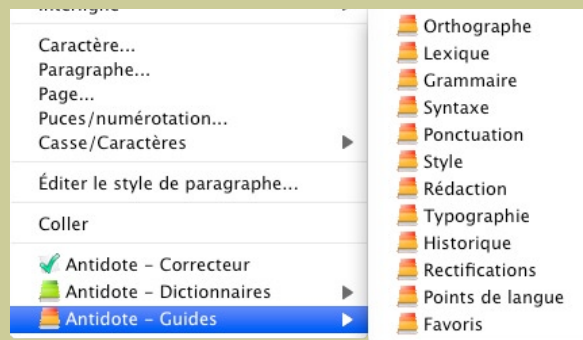 Interligne
Caractère...
Paragraphe...
Page...
Puces/numérotation...
Casse/Caractères
Éditer le style de paragraphe...
Coller
Antidote – Correcteur
Antidote – Dictionnaires
Antidote – Guides
Orthographe
Lexique
Grammaire
Syntaxe
Ponctuation
Style
Rédaction
Typographie
Historique
Rectifications
Points de langue
Favoris